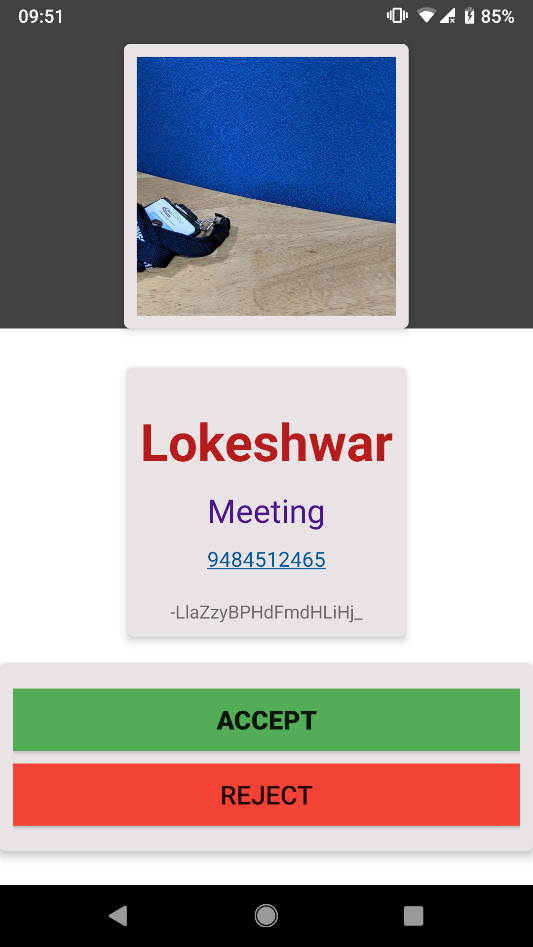 09:51
85%
Lokeshwar
Meeting
9484512465
-LlaZzyBPHdFmdHLiHj_
ACCEPT
REJECT